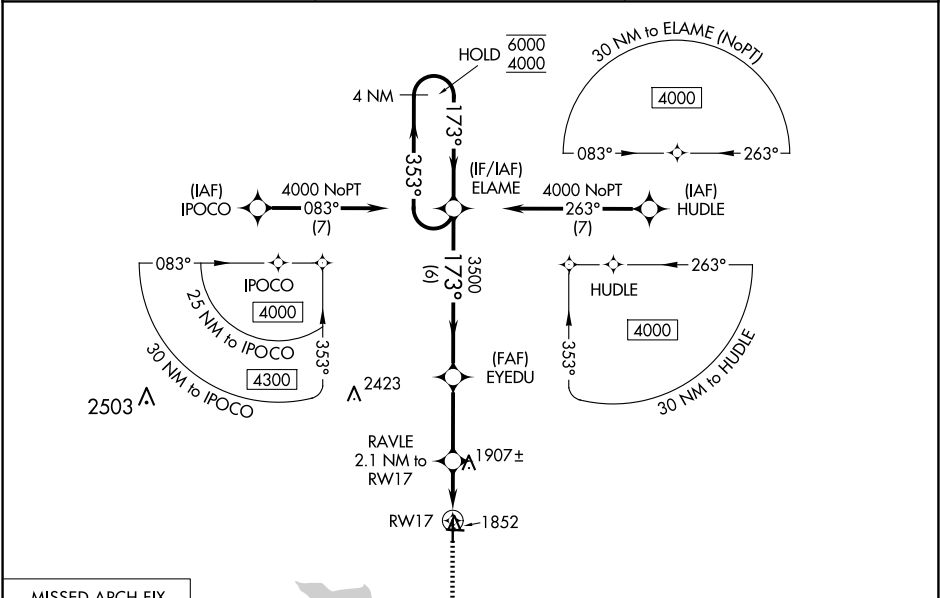 HOLD 6000
4000
30 NM to ELAME (NoPT)
4000
083° 263°
4 NM
173°
353°
(IF/IAF)
ELAME
(IAF)
IPOCO
4000 NoPT
083°
(7)
4000 NoPT
263°
(7)
(IAF)
HUDLE
3500
173°
(6)
083°
IPOCO
4000
25 NM to IPOCO
353°
4300
30 NM to IPOCO
263°
HUDLE
4000
353°
30 NM to HUDLE
2503
2423
(FAF)
EYEDU
RAVLE
2.1 NM to
RW17
1907±
RW17
1852
MISSED APCH FIX